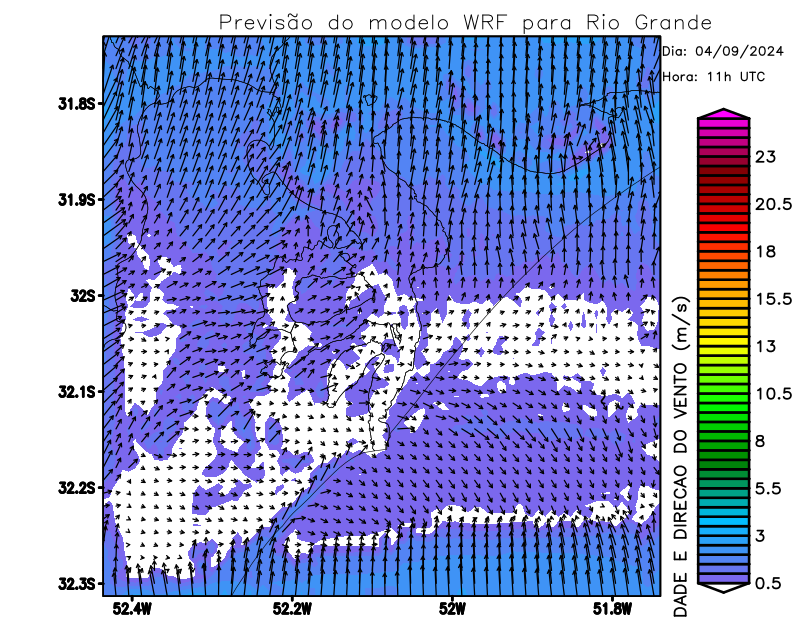 Previsão do modelo WRF para Rio Grande
Dia: 04/09/2024
Hora: 11h UTC
31.8S
31.9S
32S
32.1S
32.2S
32.3S
52.4W
52.2W
52W
51.8W
23
20.5
18
15.5
13
10.5
8
5.5
3
0.5
DADE E DIRECAO DO VENTO (m/s)